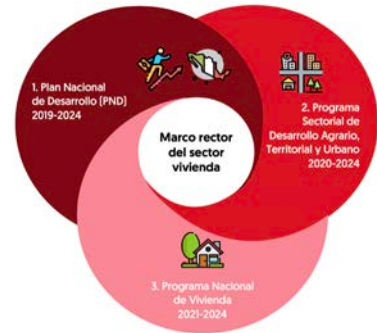 1. Plan Nacional
de Desarrollo [PND]
2019-2024
2. Programa
Sectorial de
Desarrollo Agrario,
Territorial y Urbano
2020-2024
Marco rector
del sector
vivienda
3. Programa Nacional
de Vivienda
2021-2024